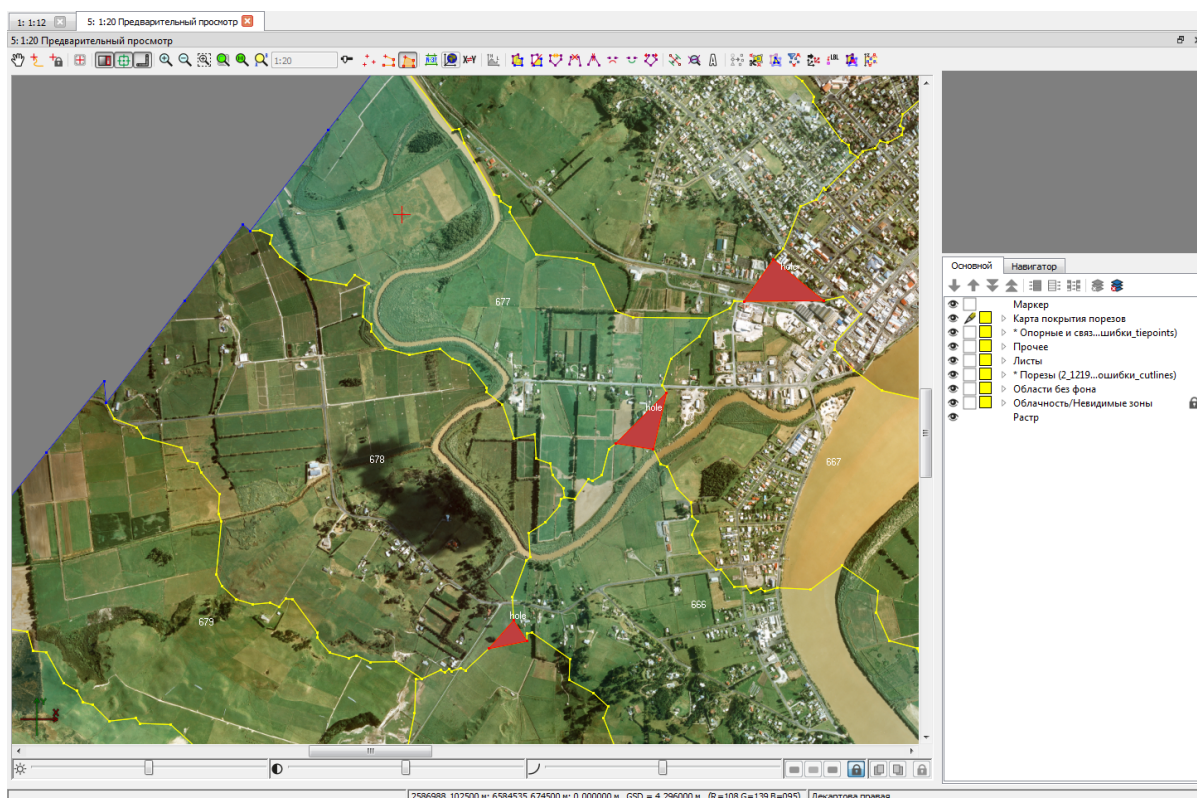 1: 1:12
5: 1:20 Предварительный просмотр
5: 1:20 Предварительный просмотр
1:20
X=Y
LBL
hole
677
hole
678
667
666
hole
679
X
Основной
Навигатор
Маркер
Карта покрытия порезов
* Опорные и связ...шибки_tiepoints)
Прочее
Листы
* Порезы (2_1219...ошибки_cutlines)
Области без фона
Облачность/Невидимые зоны
Растр
2586988.102500 м; 6584535.674500 м; 0.000000 м
GSD = 4.296000 м
(R=108,G=139,B=095)
Декартова правая